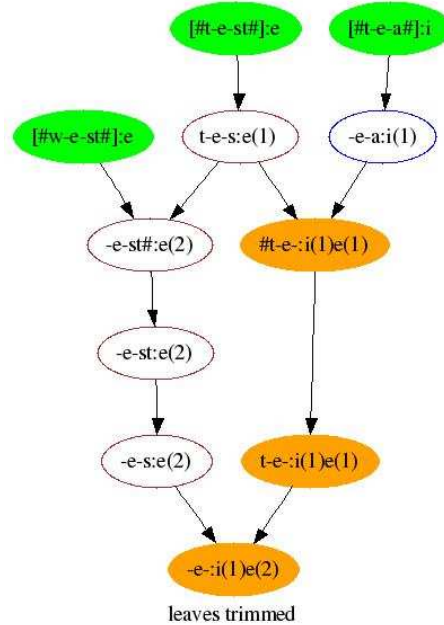 [#t-e-st#]:e [#t-e-a#]:i
[#w-e-st#]:e t-e-s:e(1) -e-a:i(1)
-e-st#:e(2) #t-e-:i(1)e(1)
-e-st:e(2)
-e-s:e(2) t-e-:i(1)e(1)
-e-:i(1)e(2)
leaves trimmed